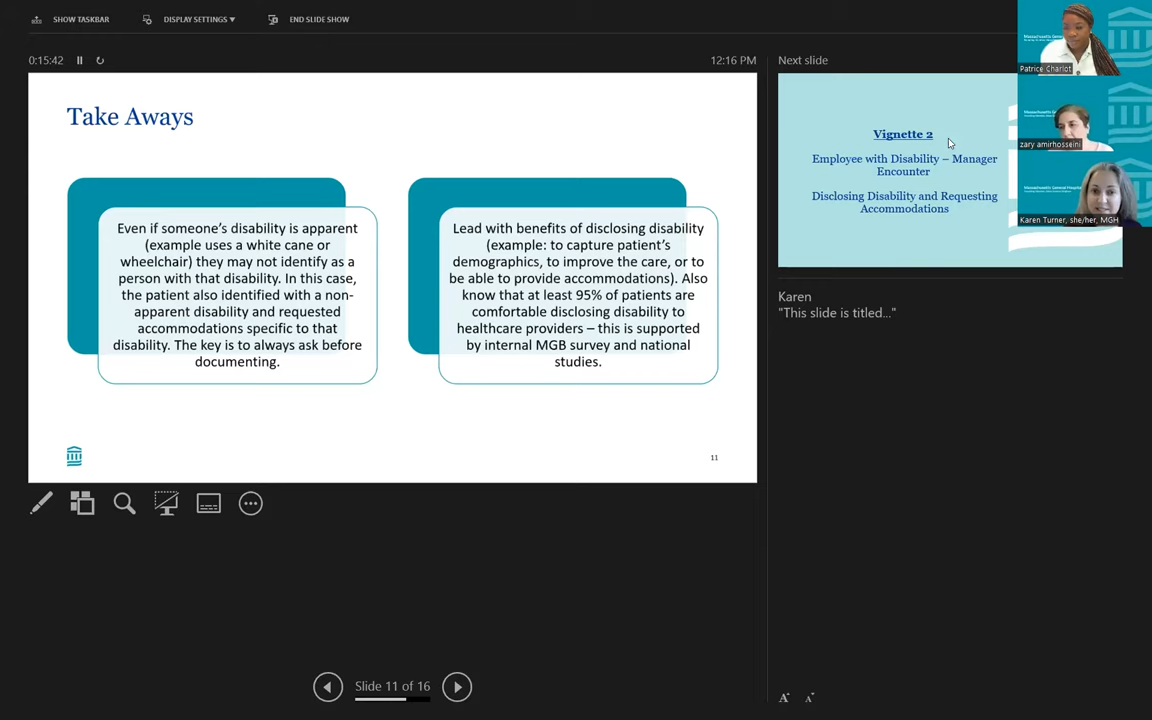 SHOW TASKBAR
DISPLAY SETTINGS ▼
END SLIDE SHOW
0:15:42
12:16 PM
Take Aways
Even if someone's disability is apparent
(example uses a white cane or
wheelchair) they may not identify as a
person with that disability. In this case,
the patient also identified with a non-
apparent disability and requested
accommodations specific to that
disability. The key is to always ask before
documenting.
Lead with benefits of disclosing disability
(example: to capture patient's
demographics, to improve the care, or to
be able to provide accommodations). Also
know that at least 95% of patients are
comfortable disclosing disability to
healthcare providers – this is supported
by internal MGB survey and national
studies.
11
Slide 11 of 16
Next slide
Vignette 2
Employee with Disability – Manager
Encounter
Disclosing Disability and Requesting
Accommodations
Karen
"This slide is titled..."
A
A
Patrice Charlot
zary amirhosseini
Massachusetts General Hospital
Karen Turner, she/her, MGH